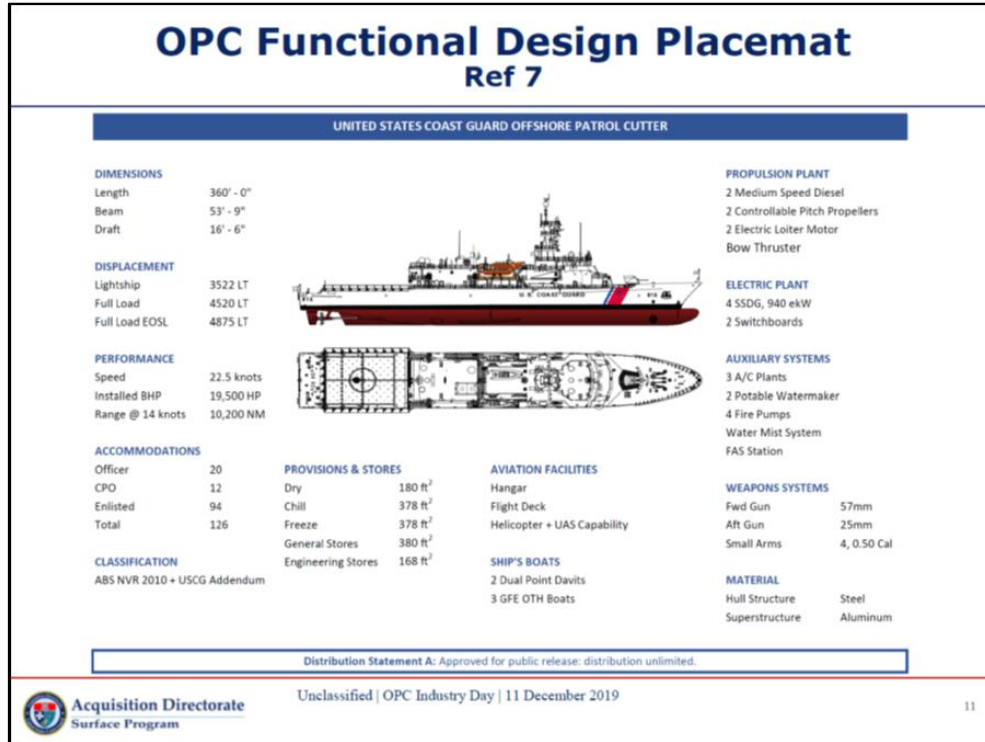 OPC Functional Design Placemat
Ref 7
UNITED STATES COAST GUARD OFFSHORE PATROL CUTTER
DIMENSIONS
Length 360' - 0"
Beam 53' - 9"
Draft 16' - 6"
DISPLACEMENT
Lightship 3522 LT
Full Load 4520 LT
Full Load EOSL 4875 LT
PERFORMANCE
Speed 22.5 knots
Installed BHP 19,500 HP
Range @ 14 knots 10,200 NM
ACCOMMODATIONS
Officer 20
CPO 12
Enlisted 94
Total 126
CLASSIFICATION
ABS NVR 2010 + USCG Addendum
U.S. COAST GUARD
PROVISIONS & STORES
Dry 180 ft²
Chill 378 ft²
Freeze 378 ft²
General Stores 380 ft²
Engineering Stores 168 ft²
AVIATION FACILITIES
Hangar
Flight Deck
Helicopter + UAS Capability
SHIP'S BOATS
2 Dual Point Davits
3 GFE OTH Boats
PROPULSION PLANT
2 Medium Speed Diesel
2 Controllable Pitch Propellers
2 Electric Loiter Motor
Bow Thruster
ELECTRIC PLANT
4 SSDG, 940 ekW
2 Switchboards
AUXILIARY SYSTEMS
3 A/C Plants
2 Potable Watermaker
4 Fire Pumps
Water Mist System
FAS Station
WEAPONS SYSTEMS
Fwd Gun 57mm
Aft Gun 25mm
Small Arms 4, 0.50 Cal
MATERIAL
Hull Structure Steel
Superstructure Aluminum
Distribution Statement A: Approved for public release: distribution unlimited.
Acquisition Directorate
Surface Program
Unclassified | OPC Industry Day | 11 December 2019
11